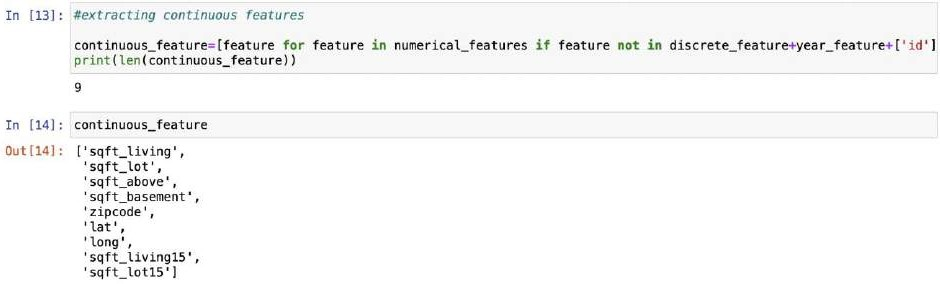 In [13]: #extracting continuous features
continuous_feature=[feature for feature in numerical_features if feature not in discrete_feature+year_feature+['id']
print(len(continuous_feature))
9
In [14]: continuous_feature
Out[14]: ['sqft_living',
'sqft_lot',
'sqft_above',
'sqft_basement',
'zipcode',
'lat',
'long',
'sqft_living15',
'sqft_lot15']